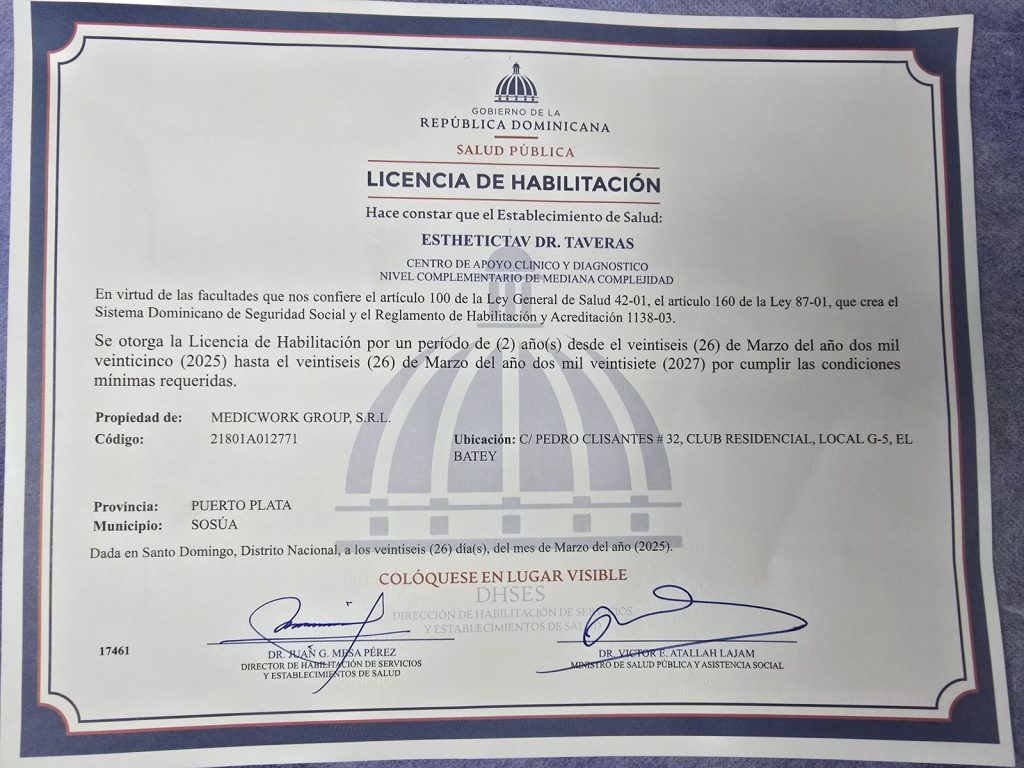 GOBIERNO DE LA
REPÚBLICA DOMINICANA
SALUD PÚBLICA
LICENCIA DE HABILITACIÓN
Hace constar que el Establecimiento de Salud:
ESTHETICTAV DR. TAVERAS
CENTRO DE APOYO CLINICO Y DIAGNOSTICO
NIVEL COMPLEMENTARIO DE MEDIANA COMPLEJIDAD
En virtud de las facultades que nos confiere el artículo 100 de la Ley General de Salud 42-01, el artículo 160 de la Ley 87-01, que crea el
Sistema Dominicano de Seguridad Social y el Reglamento de Habilitación y Acreditación 1138-03.
Se otorga la Licencia de Habilitación por un período de (2) año(s) desde el veintiseis (26) de Marzo del año dos mil
veinticinco (2025) hasta el veintiseis (26) de Marzo del año dos mil veintisiete (2027) por cumplir las condiciones
mínimas requeridas.
Propiedad de: MEDICWORK GROUP, S.R.L.
Código: 21801A012771
Ubicación: C/ PEDRO CLISANTES # 32, CLUB RESIDENCIAL, LOCAL G-5, EL
BATEY
Provincia: PUERTO PLATA
Municipio: SOSÚA
Dada en Santo Domingo, Distrito Nacional, a los veintiseis (26) día(s), del mes de Marzo del año (2025).
COLÓQUESE EN LUGAR VISIBLE
DHSES
DIRECCIÓN DE HABILITACIÓN DE SERVICIOS
Y ESTABLECIMIENTOS DE SALUD
17461
DR. JUAN G. MESA PÉREZ
DIRECTOR DE HABILITACIÓN DE SERVICIOS
Y ESTABLECIMIENTOS DE SALUD
DR. VICTOR E. ATALLAH LAJAM
MINISTRO DE SALUD PÚBLICA Y ASISTENCIA SOCIAL